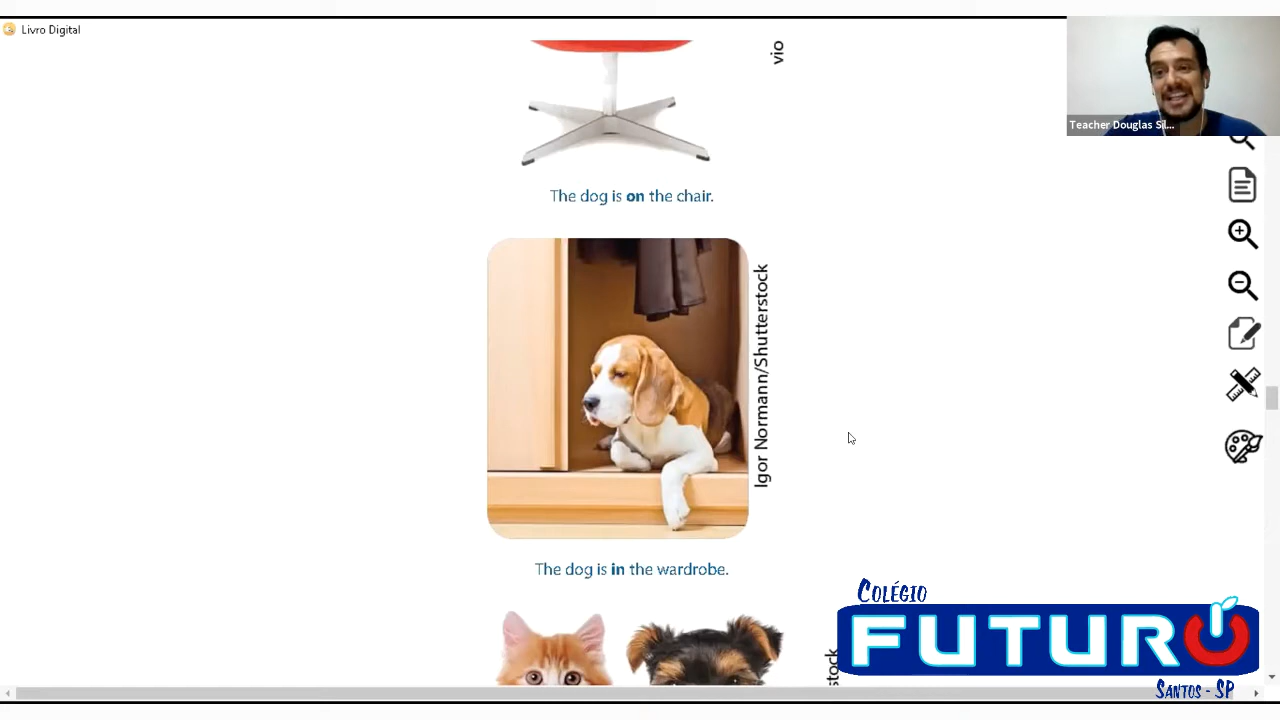 Livro Digital
vio
Teacher Douglas Sil...
The dog is on the chair.
Igor Normann/Shutterstock
The dog is in the wardrobe.
stock
COLÉGIO
FUTURO
SANTOS - SP